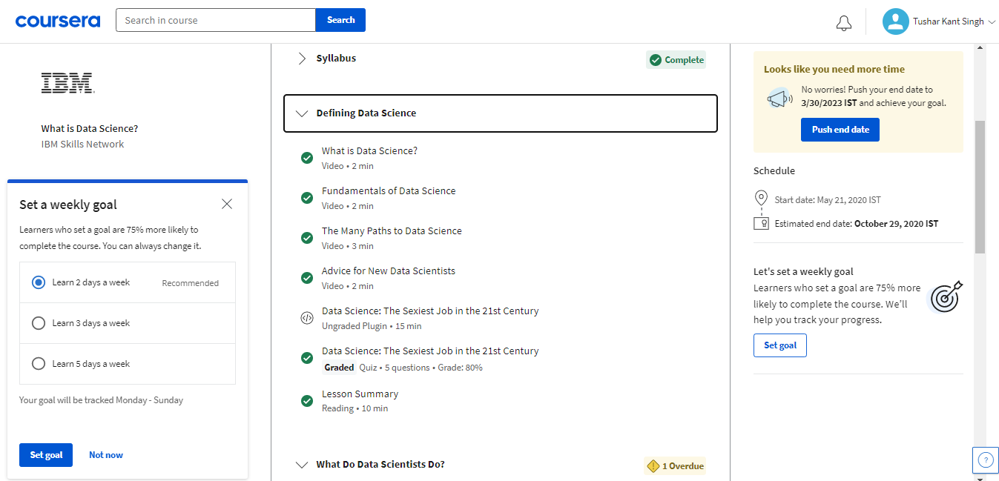 coursera
Search in course
Search
Tushar Kant Singh
IBM
What is Data Science?
IBM Skills Network
Set a weekly goal
Learners who set a goal are 75% more likely to
complete the course. You can always change it.
Learn 2 days a week
Recommended
Learn 3 days a week
Learn 5 days a week
Your goal will be tracked Monday - Sunday
Set goal
Not now
Syllabus
Complete
Defining Data Science
What is Data Science?
Video • 2 min
Fundamentals of Data Science
Video • 2 min
The Many Paths to Data Science
Video • 3 min
Advice for New Data Scientists
Video • 2 min
Data Science: The Sexiest Job in the 21st Century
Ungraded Plugin • 15 min
Data Science: The Sexiest Job in the 21st Century
Graded Quiz • 5 questions • Grade: 80%
Lesson Summary
Reading • 10 min
What Do Data Scientists Do?
1 Overdue
Looks like you need more time
No worries! Push your end date to
3/30/2023 IST and achieve your goal.
Push end date
Schedule
Start date: May 21, 2020 IST
Estimated end date: October 29, 2020 IST
Let's set a weekly goal
Learners who set a goal are 75% more
likely to complete the course. We’ll
help you track your progress.
Set goal
?